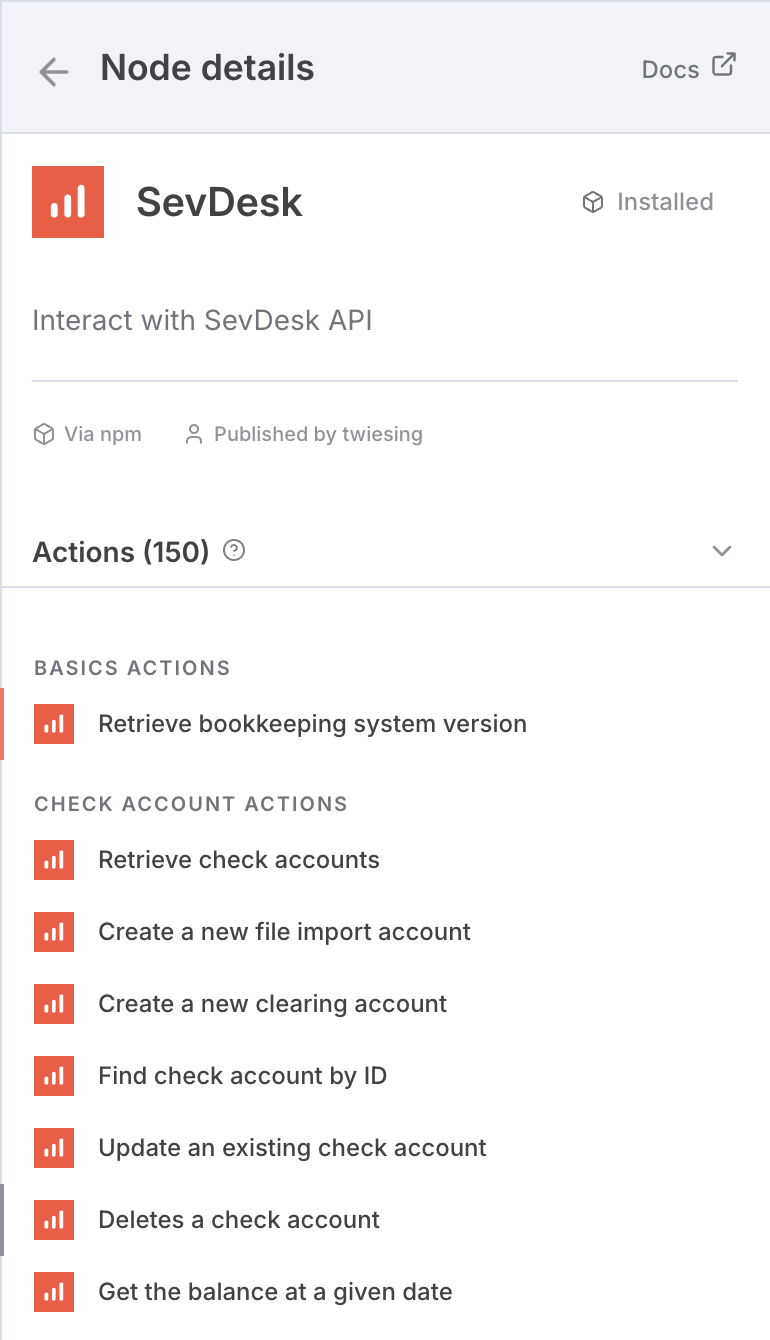 Node details
Docs
SevDesk
Installed
Interact with SevDesk API
Via npm
Published by twiesing
Actions (150)
BASICS ACTIONS
Retrieve bookkeeping system version
CHECK ACCOUNT ACTIONS
Retrieve check accounts
Create a new file import account
Create a new clearing account
Find check account by ID
Update an existing check account
Deletes a check account
Get the balance at a given date